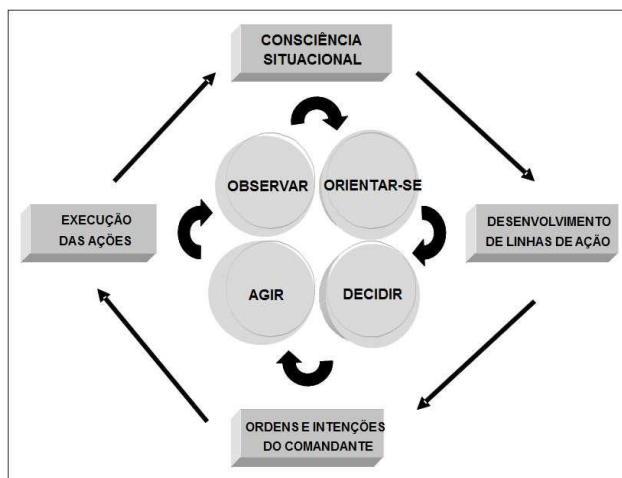 CONSCIÊNCIA
SITUACIONAL
OBSERVAR
ORIENTAR-SE
EXECUÇÃO
DAS AÇÕES
DESENVOLVIMENTO
DE LINHAS DE AÇÃO
AGIR
DECIDIR
ORDENS E INTENÇÕES
DO COMANDANTE